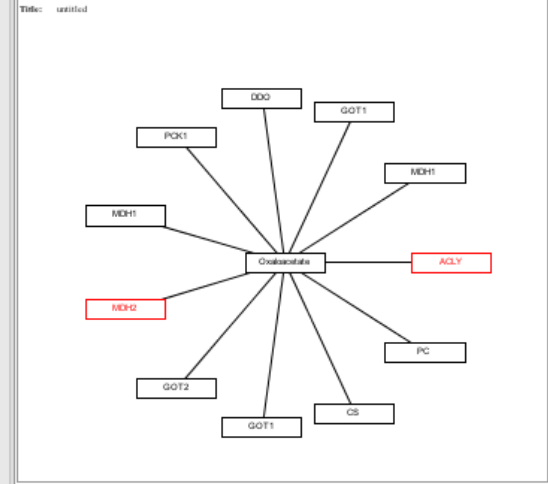 Title: untitled
DDO
GOT1
PCK1
MDH1
MDH1
Oxaloacetate
ACLY
MDH2
PC
GOT2
CS
GOT1